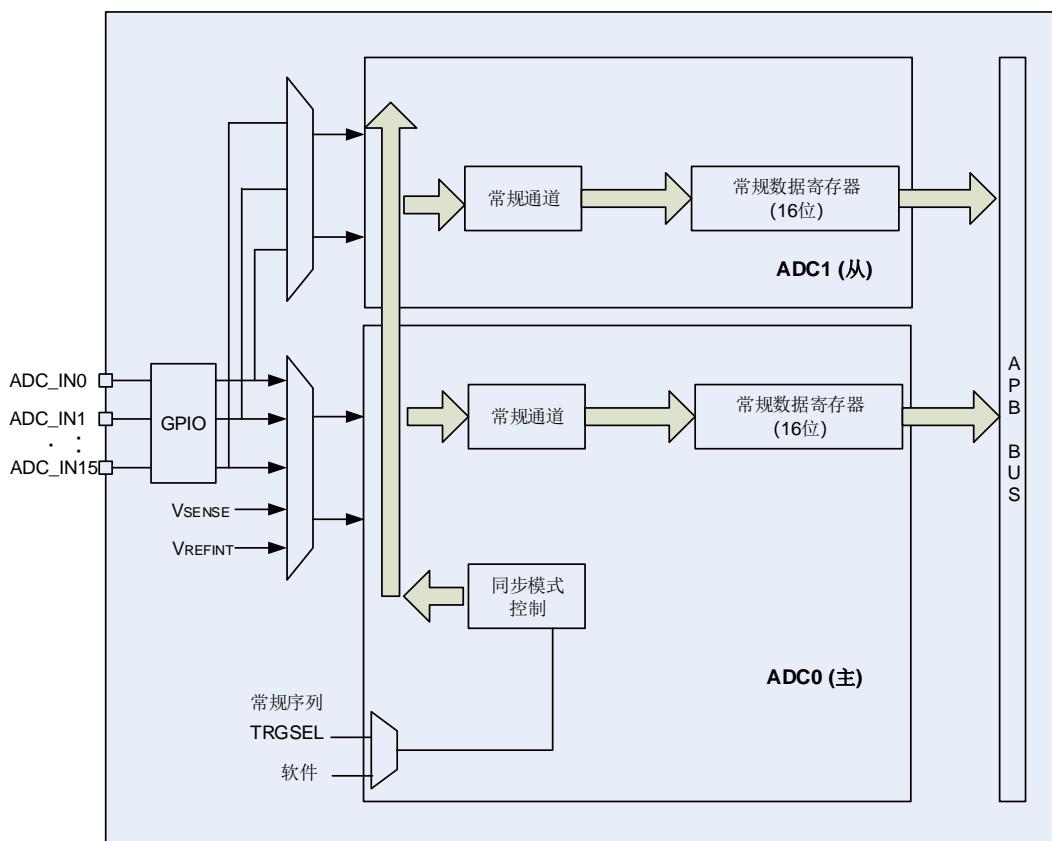 常规通道
常规数据寄存器
(16位)
ADC1 (从)
ADC_IN0
ADC_IN1
ADC_IN15
GPIO
VSENSE
VREFINT
常规通道
常规数据寄存器
(16位)
同步模式
控制
ADC0 (主)
常规序列
TRGSEL
软件
APB BUS